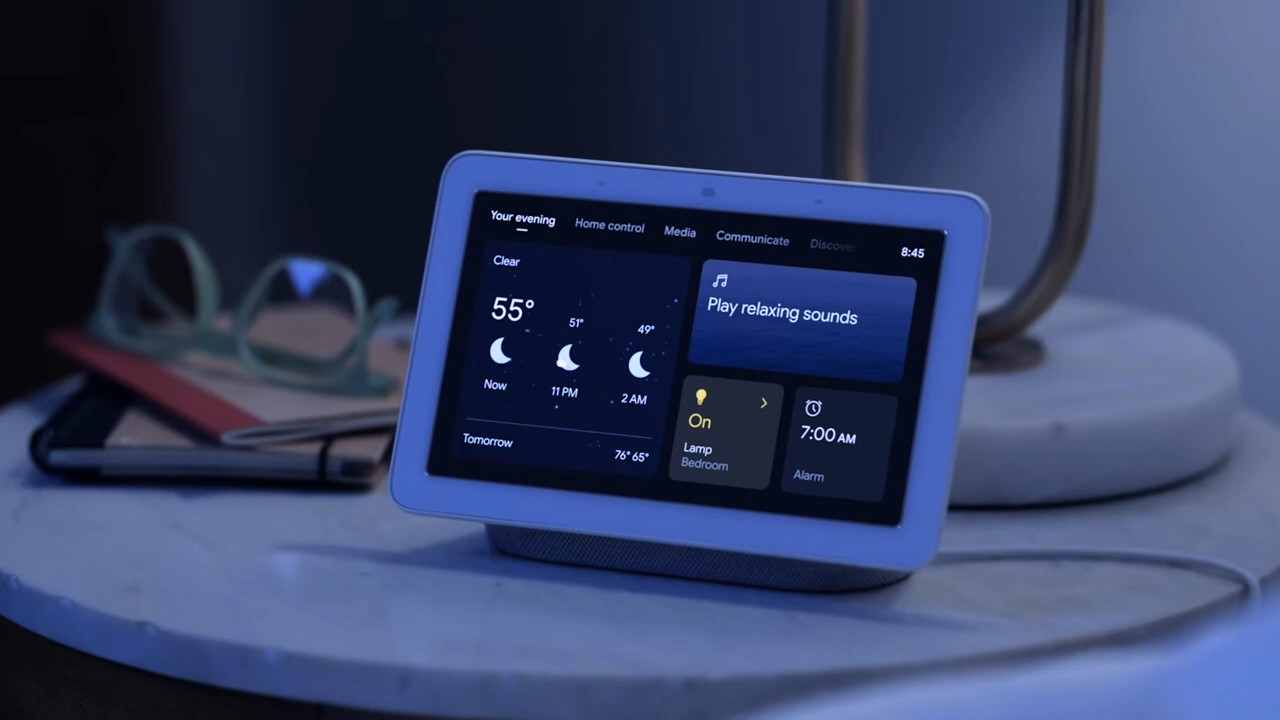 Your evening Home control Media Communicate Discover 8:45
Clear
55° 51° 49°
Now 11 PM 2 AM
Tomorrow 76° 65°
Play relaxing sounds
On
Lamp
Bedroom
7:00 AM
Alarm